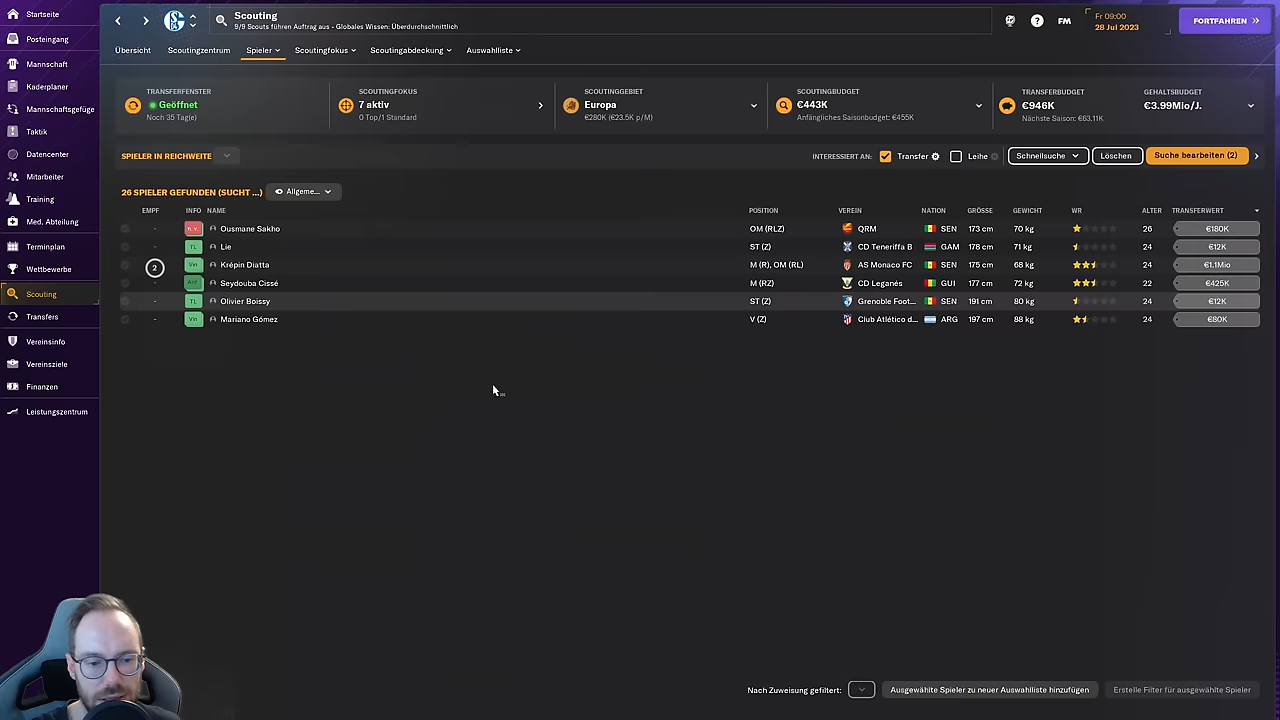 Startseite
Posteingang
Mannschaft
Kaderplaner
Mannschaftsgefüge
Taktik
Datencenter
Mitarbeiter
Training
Med. Abteilung
Terminplan
Wettbewerbe
Scouting
Transfers
Vereinsinfo
Vereinsziele
Finanzen
Leistungszentrum
Scouting
9/9 Scouts führen Auftrag aus - Globales Wissen: Überdurchschnittlich
FM
Fr 09:00
28 Jul 2023
FORTFAHREN
Übersicht Scoutingzentrum Spieler Scoutingfokus Scoutingabdeckung Auswahlliste
TRANSFERFENSTER
Geöffnet
Noch 35 Tag(e)
SCOUTINGFOKUS
7 aktiv
0 Top/1 Standard
SCOUTINGGEBIET
Europa
€280K (€23.5K p/M)
SCOUTINGBUDGET
€443K
Anfängliches Saisonbudget: €455K
TRANSFERBUDGET
€946K
Nächste Saison: €63.11K
GEHALTSBUDGET
€3.99Mio/J.
SPIELER IN REICHWEITE
INTERESSIERT AN: Transfer Leihe Schnellsuche Löschen Suche bearbeiten (2)
26 SPIELER GEFUNDEN (SUCHT ...) Allgeme...
EMPF INFO NAME POSITION VEREIN NATION GRÖSSE GEWICHT WR ALTER TRANSFERWERT
- n. v. Ousmane Sakho OM (RLZ) QRM SEN 173 cm 70 kg 26 €180K
- TL Lie ST (Z) CD Teneriffa B GAM 178 cm 71 kg 24 €12K
2 Vin Krépin Diatta M (R), OM (RL) AS Monaco FC SEN 175 cm 68 kg 24 €1.1Mio
- Seydouba Cissé M (RZ) CD Leganés GUI 177 cm 72 kg 22 €425K
- TL Olivier Boissy ST (Z) Grenoble Foot... SEN 191 cm 80 kg 24 €12K
- Vin Mariano Gómez V (Z) Club Atlético d... ARG 197 cm 88 kg 24 €80K
Nach Zuweisung gefiltert: Ausgewählte Spieler zu neuer Auswahlliste hinzufügen Erstelle Filter für ausgewählte Spieler